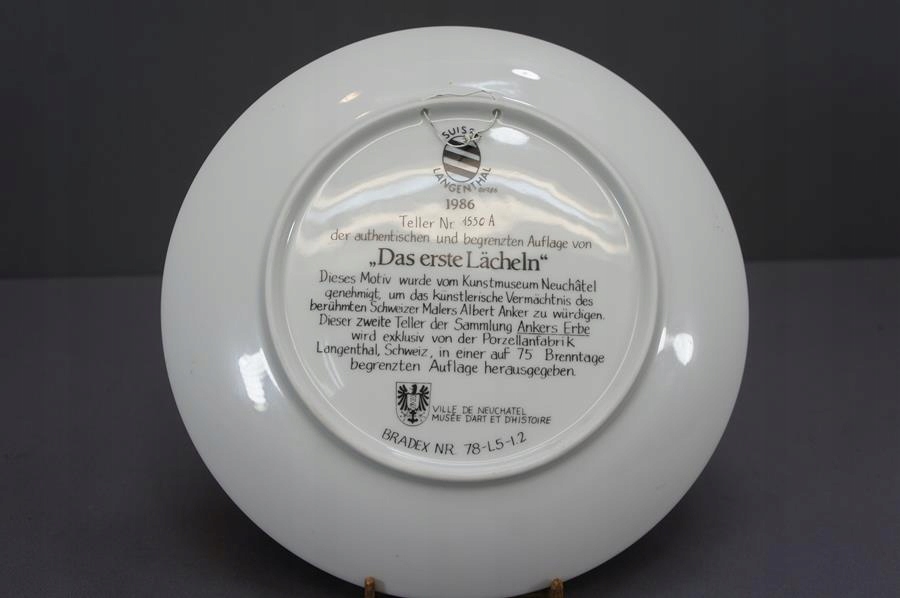 SUISSE
LANGENTHAL
1986
Teller Nr. 1550 A
der authentischen und begrenzten Auflage von
„Das erste Lächeln“
Dieses Motiv wurde vom Kunstmuseum Neuchâtel
genehmigt, um das künstlerische Vermächtnis des
berühmten Schweizer Malers Albert Anker zu würdigen.
Dieser zweite Teller der Sammlung Ankers Erbe
wird exklusiv von der Porzellanfabrik
Langenthal, Schweiz, in einer auf 75 Brenntage
begrenzten Auflage herausgegeben.
VILLE DE NEUCHATEL
MUSÉE D'ART ET D'HISTOIRE
BRADEX NR. 78-L5-1.2